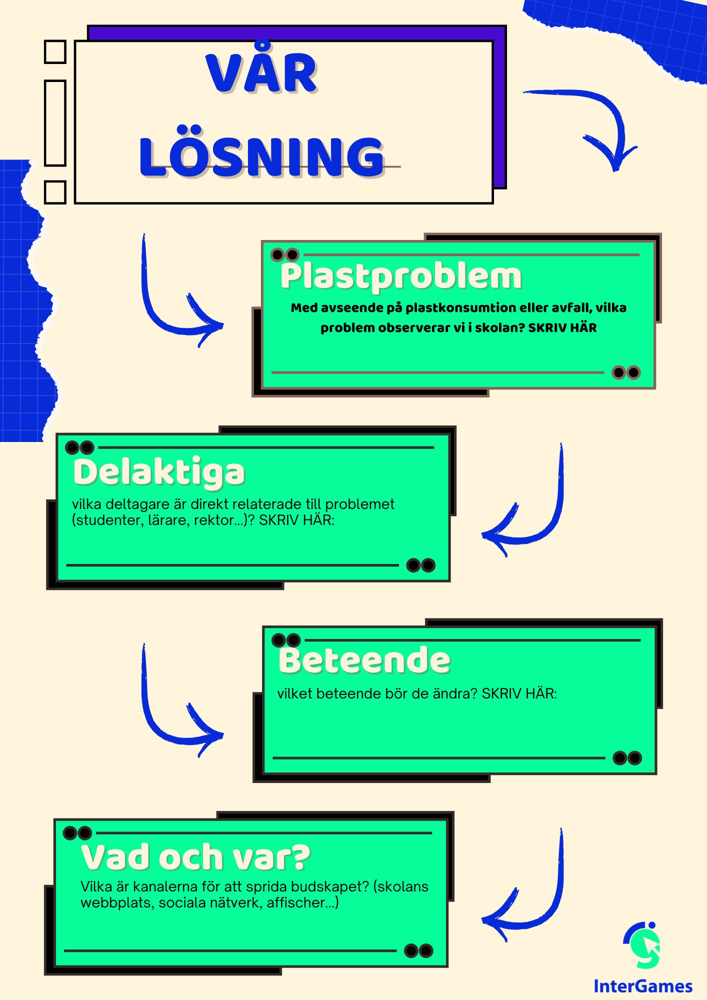 VÅR
LÖSNING
Plastproblem
Med avseende på plastkonsumtion eller avfall, vilka
problem observerar vi i skolan? SKRIV HÄR
Delaktiga
vilka deltagare är direkt relaterade till problemet
(studenter, lärare, rektor...)? SKRIV HÄR:
Beteende
vilket beteende bör de ändra? SKRIV HÄR:
Vad och var?
Vilka är kanalerna för att sprida budskapet? (skolans
webbplats, sociala nätverk, affischer...)
InterGames